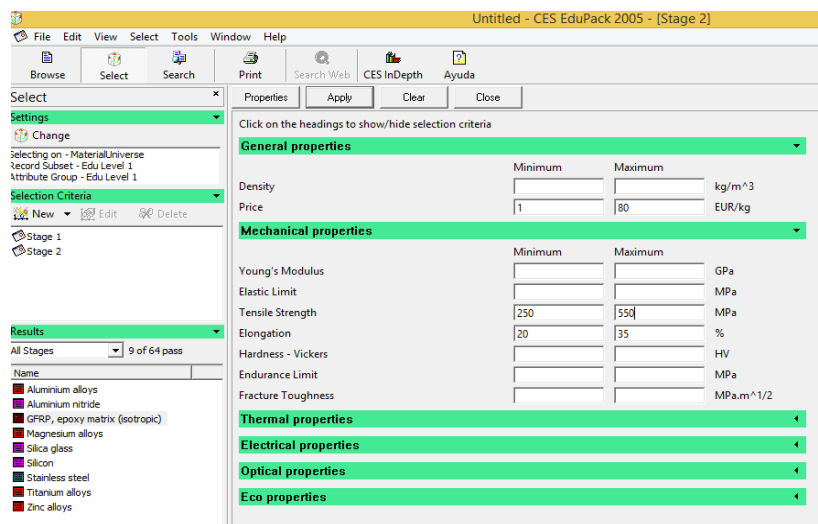 Untitled - CES EduPack 2005 - [Stage 2]
File Edit View Select Tools Window Help
Browse Select Search Print Search Web CES InDepth Ayuda
Select ×
Settings
Change
Selecting on - MaterialUniverse
Record Subset - Edu Level 1
Attribute Group - Edu Level 1
Selection Criteria
New Edit Delete
Stage 1
Stage 2
Results
All Stages 9 of 64 pass
Name
Aluminium alloys
Aluminium nitride
GFRP, epoxy matrix (isotropic)
Magnesium alloys
Silica glass
Silicon
Stainless steel
Titanium alloys
Zinc alloys
Properties Apply Clear Close
Click on the headings to show/hide selection criteria
General properties
Minimum Maximum
Density kg/m^3
Price 1 80 EUR/kg
Mechanical properties
Minimum Maximum
Young's Modulus GPa
Elastic Limit MPa
Tensile Strength 250 550 MPa
Elongation 20 35 %
Hardness - Vickers HV
Endurance Limit MPa
Fracture Toughness MPa.m^1/2
Thermal properties
Electrical properties
Optical properties
Eco properties